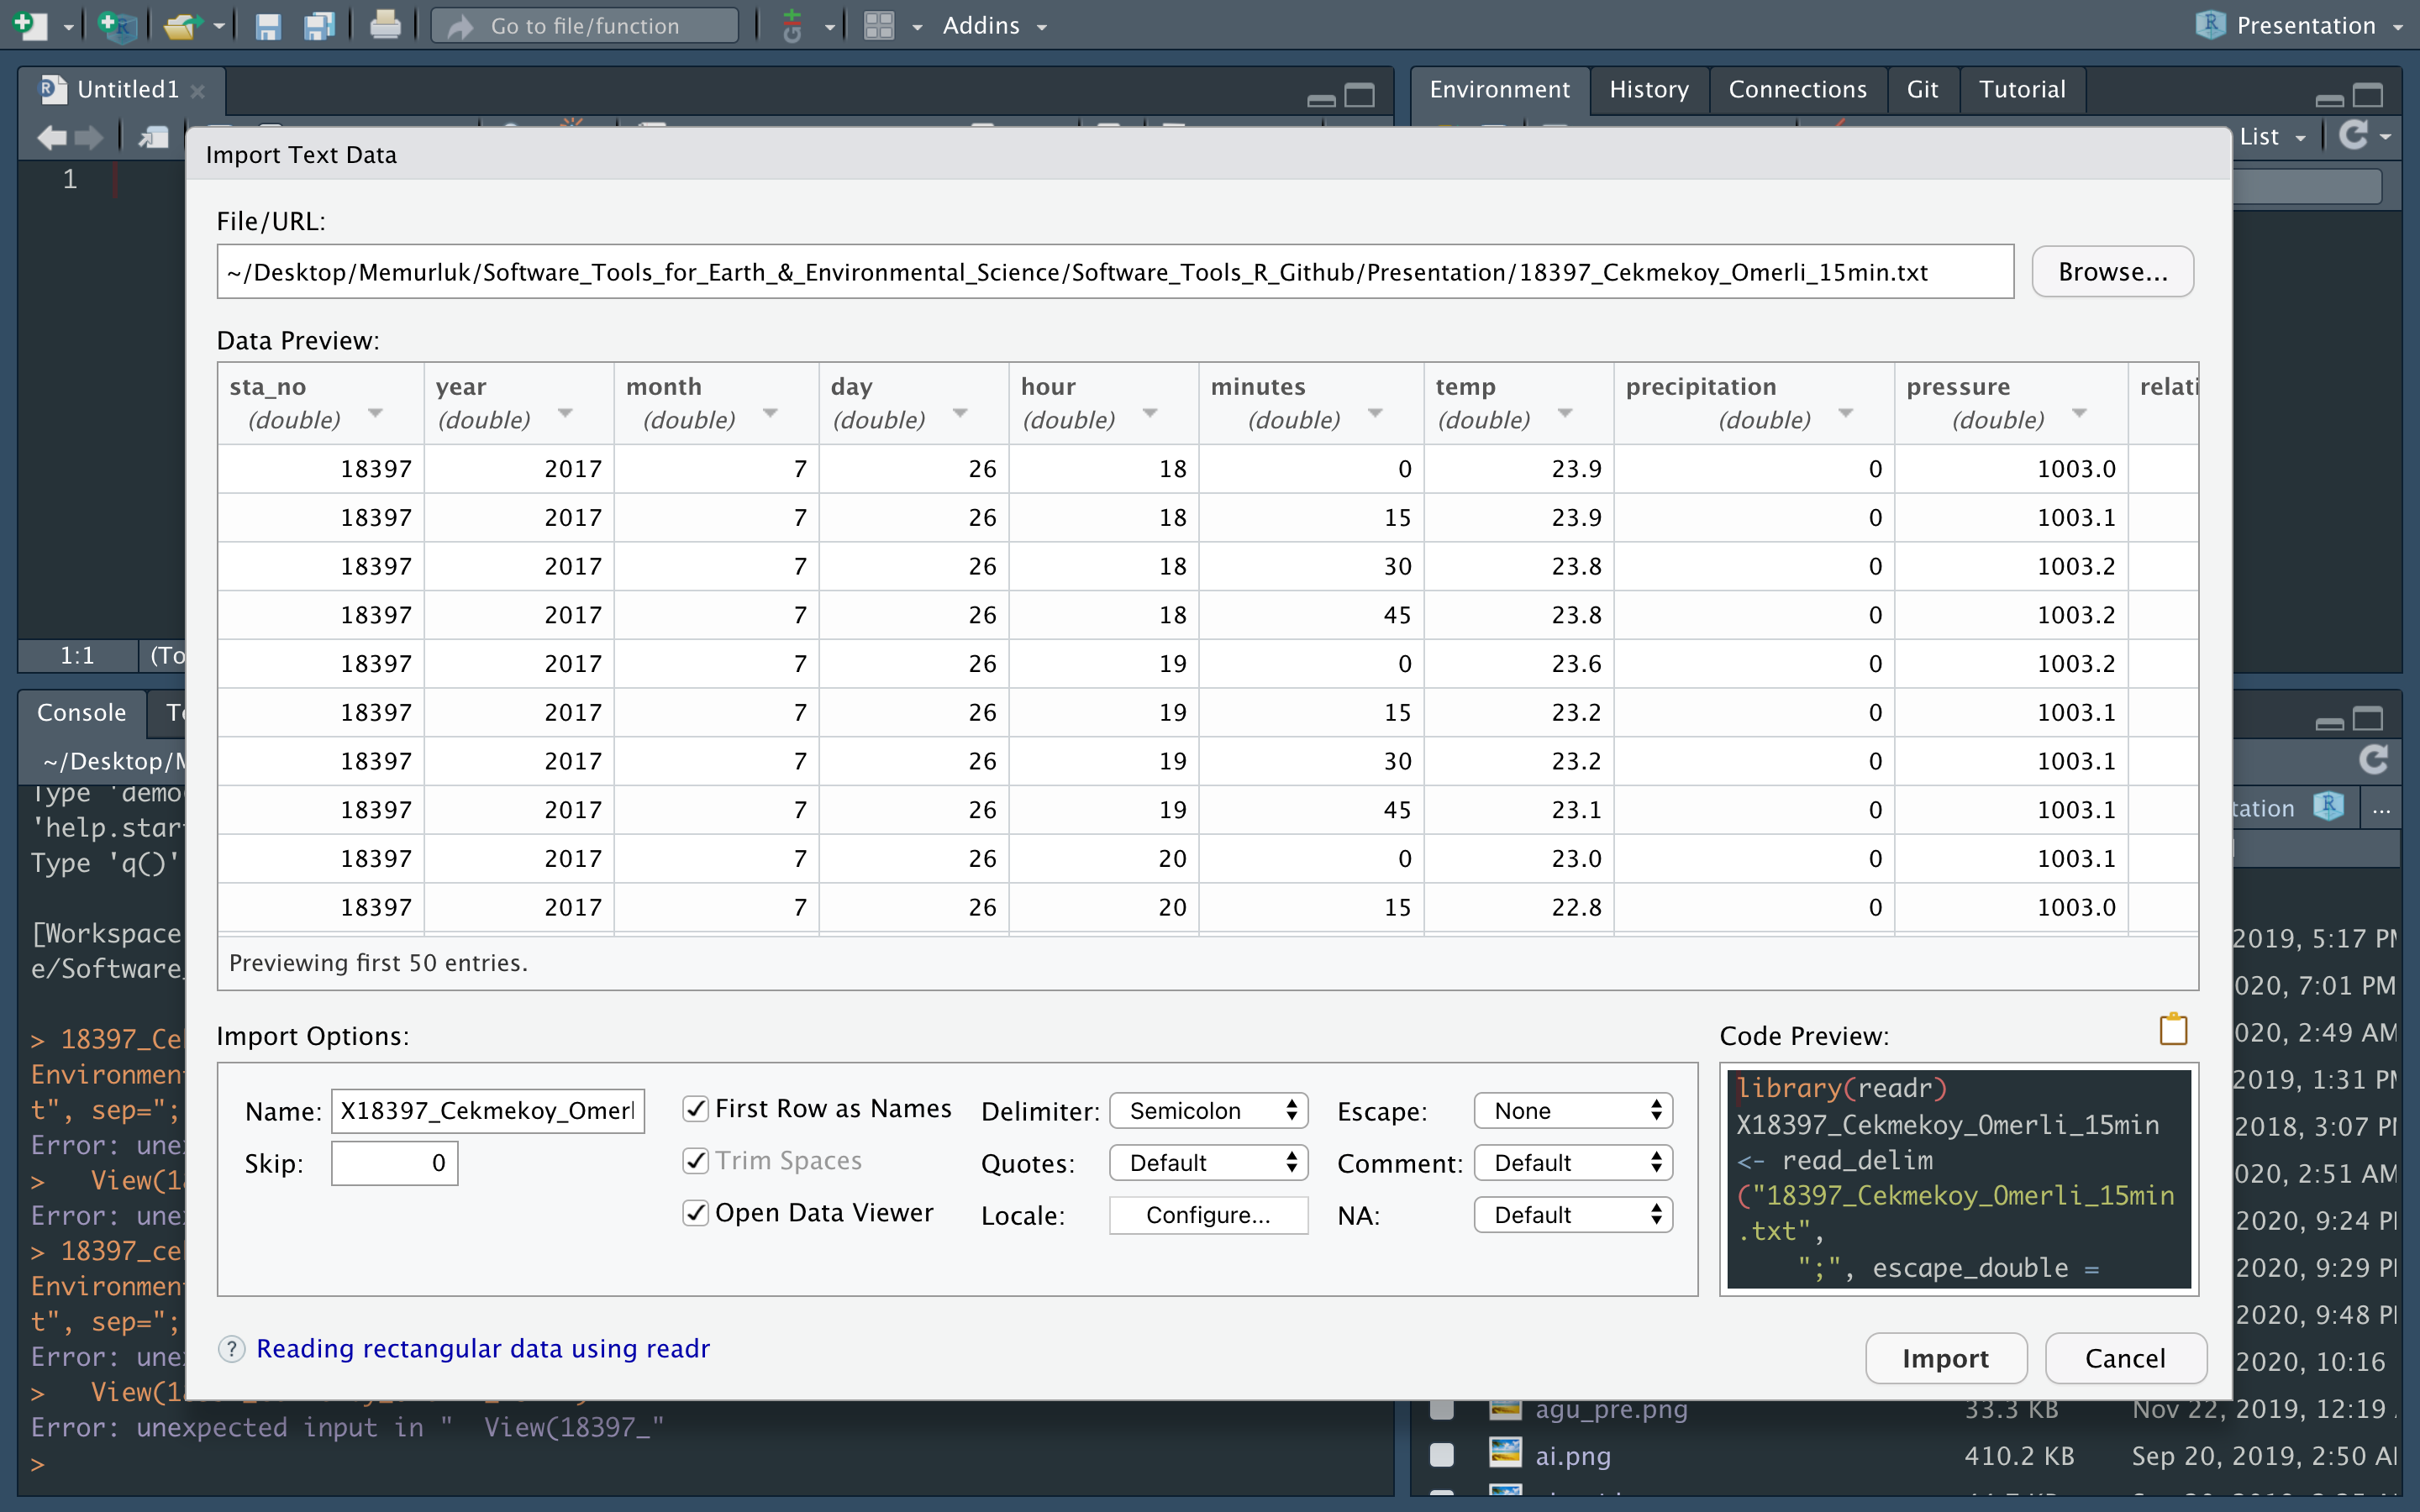 Go to file/function
Addins
Presentation
Untitled1
Environment
History
Connections
Git
Tutorial
List
1
Import Text Data
File/URL:
~/Desktop/Memurluk/Software_Tools_for_Earth_&_Environmental_Science/Software_Tools_R_Github/Presentation/18397_Cekmekoy_Omerli_15min.txt
Browse...
Data Preview:
sta_no year month day hour minutes temp precipitation pressure relati
(double) (double) (double) (double) (double) (double) (double) (double) (double)
18397 2017 7 26 18 0 23.9 0 1003.0
18397 2017 7 26 18 15 23.9 0 1003.1
18397 2017 7 26 18 30 23.8 0 1003.2
18397 2017 7 26 18 45 23.8 0 1003.2
18397 2017 7 26 19 0 23.6 0 1003.2
18397 2017 7 26 19 15 23.2 0 1003.1
18397 2017 7 26 19 30 23.2 0 1003.1
18397 2017 7 26 19 45 23.1 0 1003.1
18397 2017 7 26 20 0 23.0 0 1003.1
18397 2017 7 26 20 15 22.8 0 1003.0
Previewing first 50 entries.
Import Options:
Name: X18397_Cekmekoy_Omerl
Skip: 0
First Row as Names
Trim Spaces
Open Data Viewer
Delimiter: Semicolon
Quotes: Default
Locale: Configure...
Escape: None
Comment: Default
NA: Default
Code Preview:
library(readr)
X18397_Cekmekoy_Omerli_15min
<- read_delim
("18397_Cekmekoy_Omerli_15min
.txt",
";", escape_double =
Reading rectangular data using readr
Import
Cancel
1:1 (To
Console
~/Desktop/M
Type 'demo
'help.star
Type 'q()'
[Workspace
e/Software_
> 18397_Ce
Environmen
t", sep=";
Error: une
> View(1
Error: une
> 18397_ce
Environmen
t", sep=";
Error: une
> View(1
Error: unexpected input in " View(18397_"
>
tation
...
2019, 5:17 PM
020, 7:01 PM
020, 2:49 AM
2019, 1:31 PM
2018, 3:07 P
020, 2:51 AM
2020, 9:24 P
2020, 9:29 P
2020, 9:48 P
2020, 10:16
agu_pre.png 33.3 KB Nov 22, 2019, 12:19
ai.png 410.2 KB Sep 20, 2019, 2:50 A